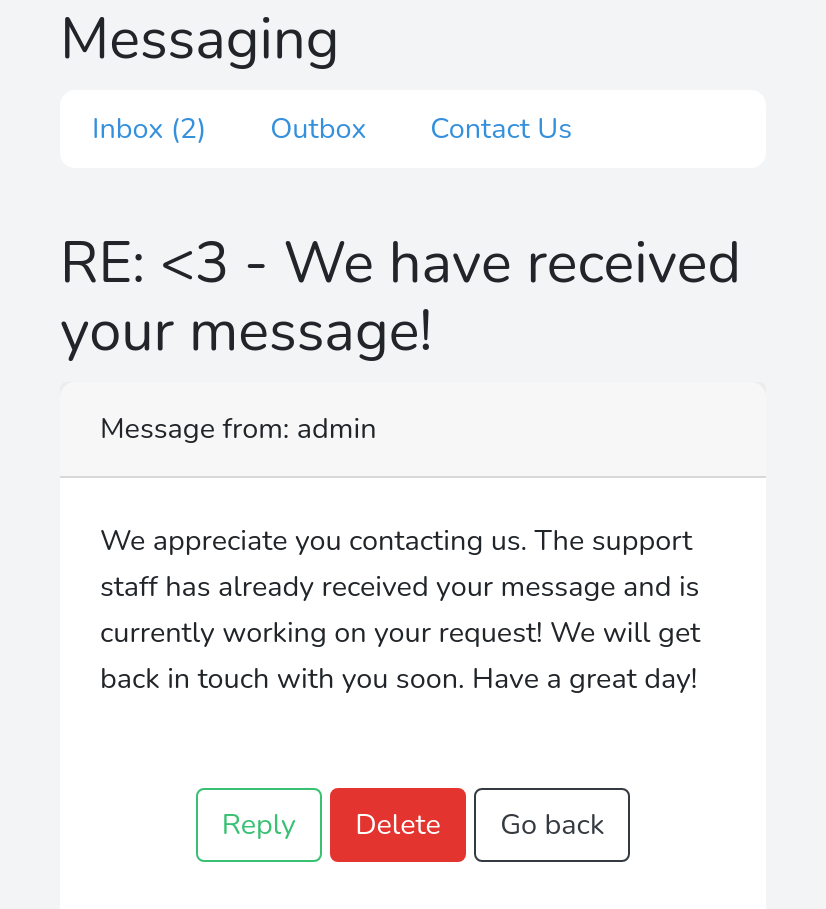 Messaging
Inbox (2) Outbox Contact Us
RE: <3 - We have received
your message!
Message from: admin
We appreciate you contacting us. The support
staff has already received your message and is
currently working on your request! We will get
back in touch with you soon. Have a great day!
Reply Delete Go back